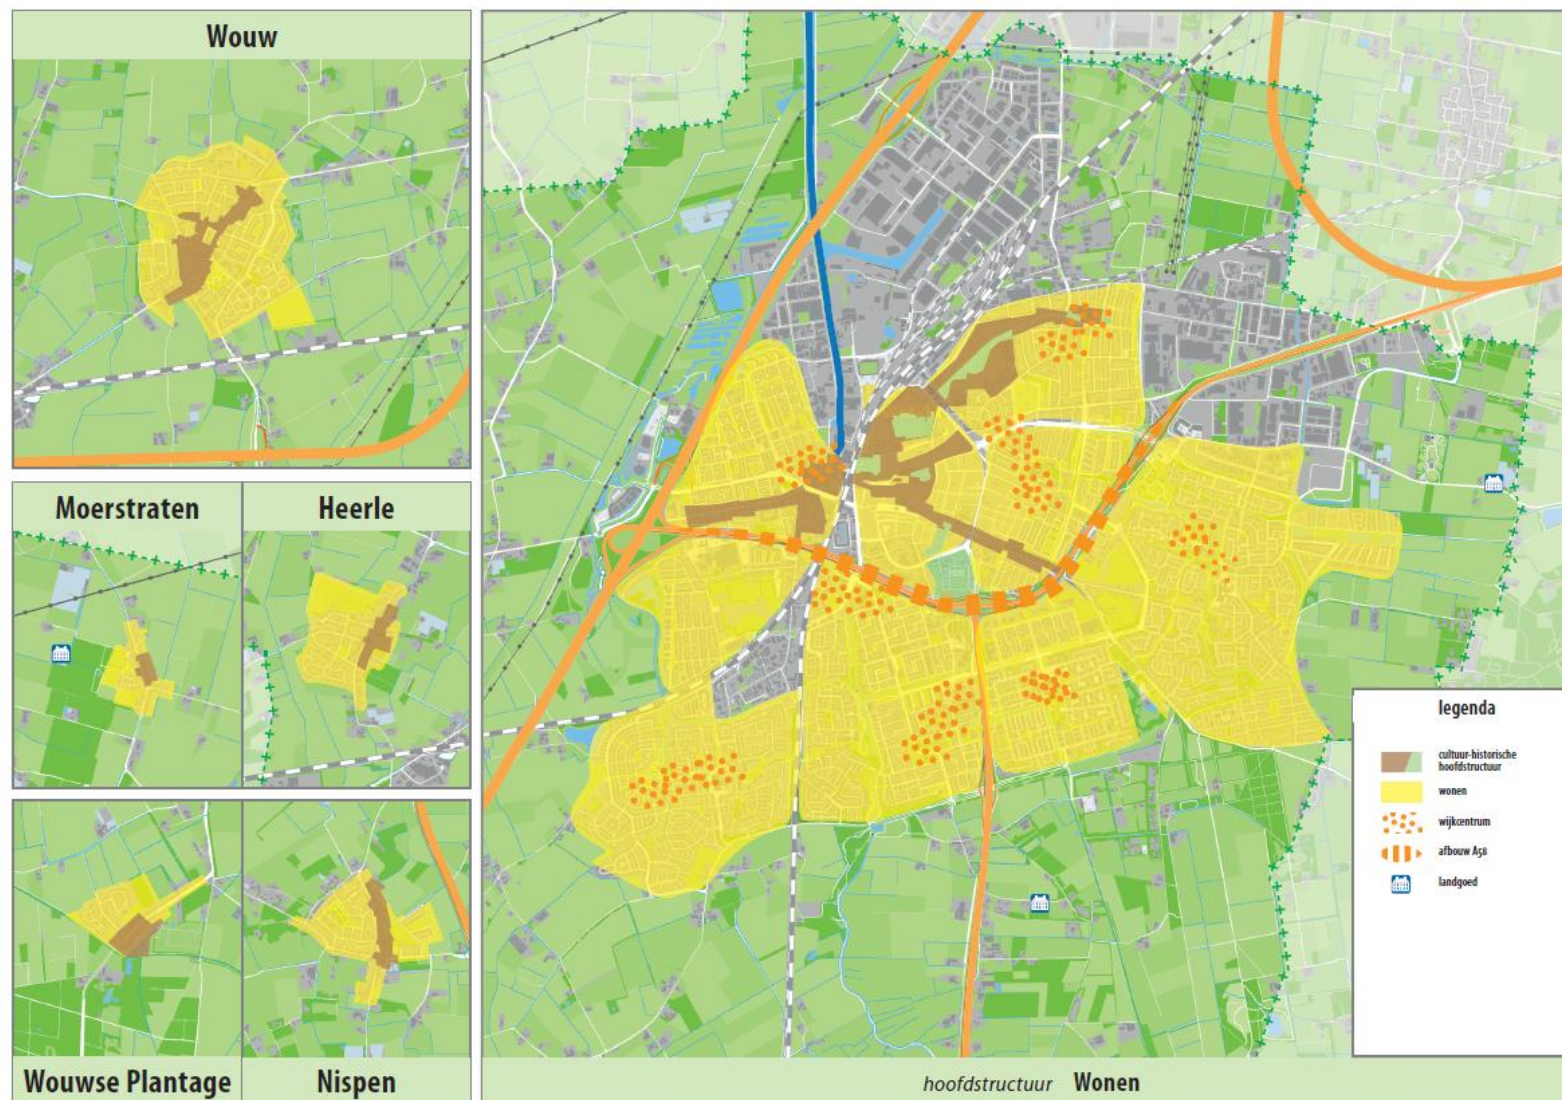 Wouw
Moerstraten
Heerle
Wouwse Plantage
Nispen
legenda
cultuur-historische
hoofdstructuur
wonen
wijkcentrum
afbouw A58
landgoed
hoofdstructuur Wonen